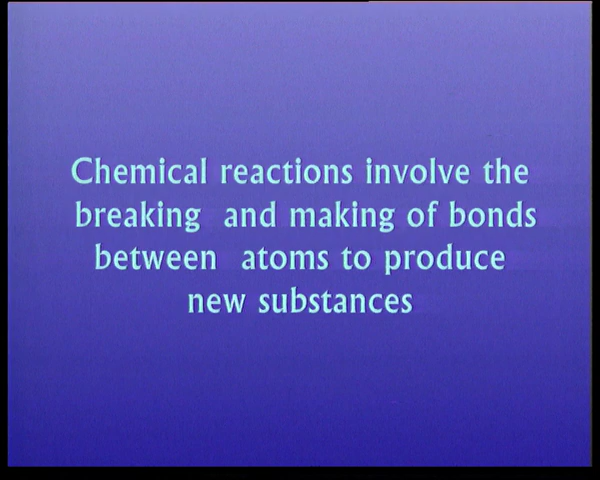 Chemical reactions involve the
breaking and making of bonds
between atoms to produce
new substances